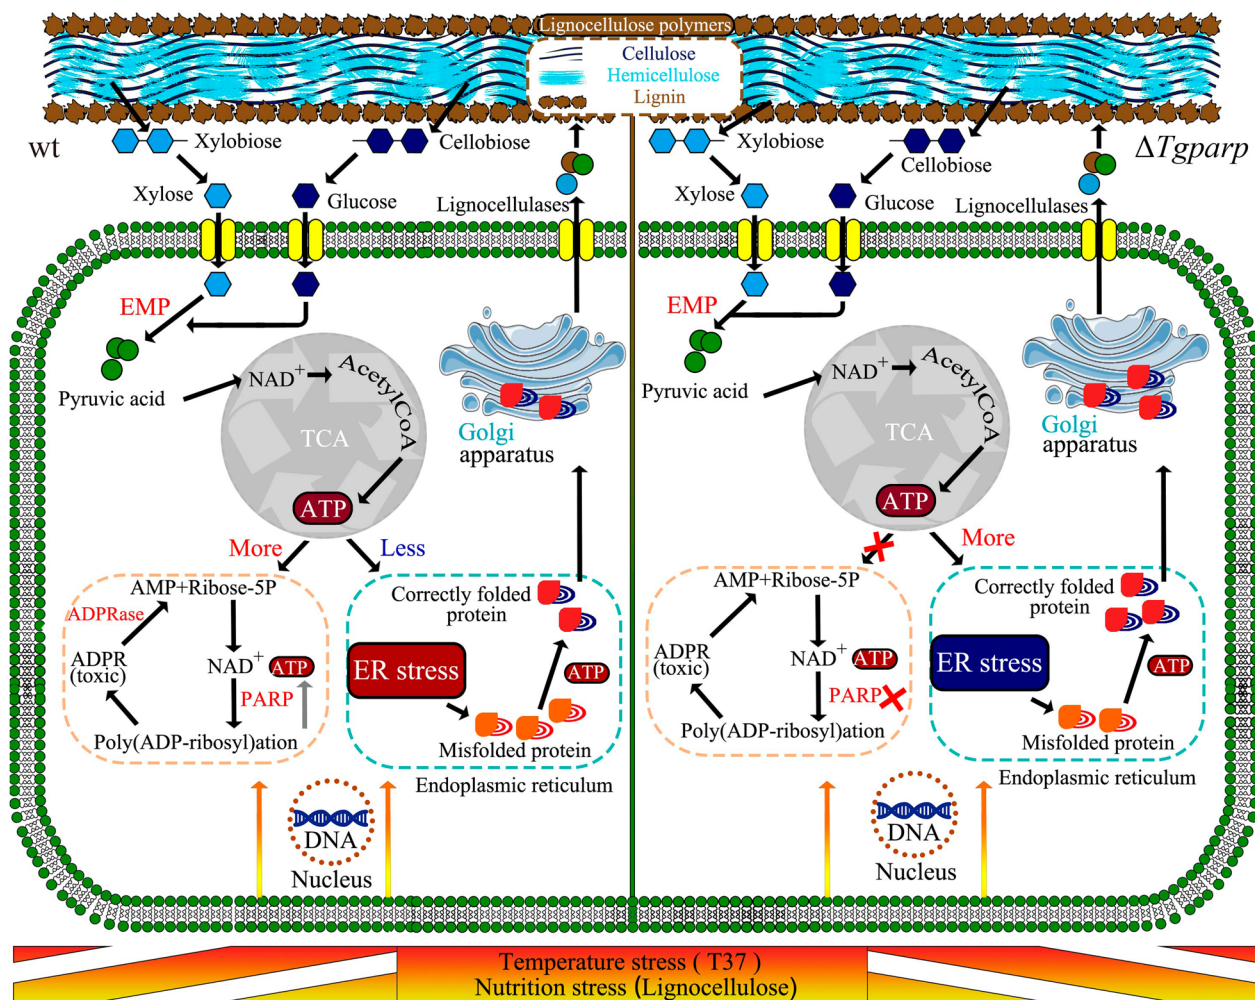 Lignocellulose polymers
Cellulose
Hemicellulose
Lignin
wt
Xylobiose
Cellobiose
Xylose
Glucose
Lignocellulases
EMP
Pyruvic acid
NAD+
AcetylCoA
TCA
ATP
Golgi
apparatus
More
Less
AMP+Ribose-5P
ADPRase
ADPR
(toxic)
NAD+
ATP
PARP
Poly(ADP-ribosyl)ation
Correctly folded
protein
ER stress
ATP
Misfolded protein
Endoplasmic reticulum
DNA
Nucleus
ΔTgparp
Xylobiose
Cellobiose
Xylose
Glucose
Lignocellulases
EMP
Pyruvic acid
NAD+
AcetylCoA
TCA
ATP
Golgi
apparatus
More
AMP+Ribose-5P
ADPR
(toxic)
NAD+
ATP
PARP
Poly(ADP-ribosyl)ation
Correctly folded
protein
ER stress
ATP
Misfolded protein
Endoplasmic reticulum
DNA
Nucleus
Temperature stress ( T37 )
Nutrition stress (Lignocellulose)